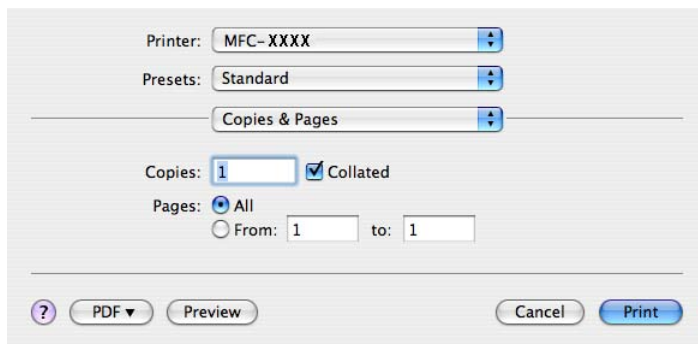 Printer: MFC-XXXX
Presets: Standard
Copies & Pages
Copies: 1 Collated
Pages: All
From: 1 to: 1
? PDF▼ Preview Cancel Print